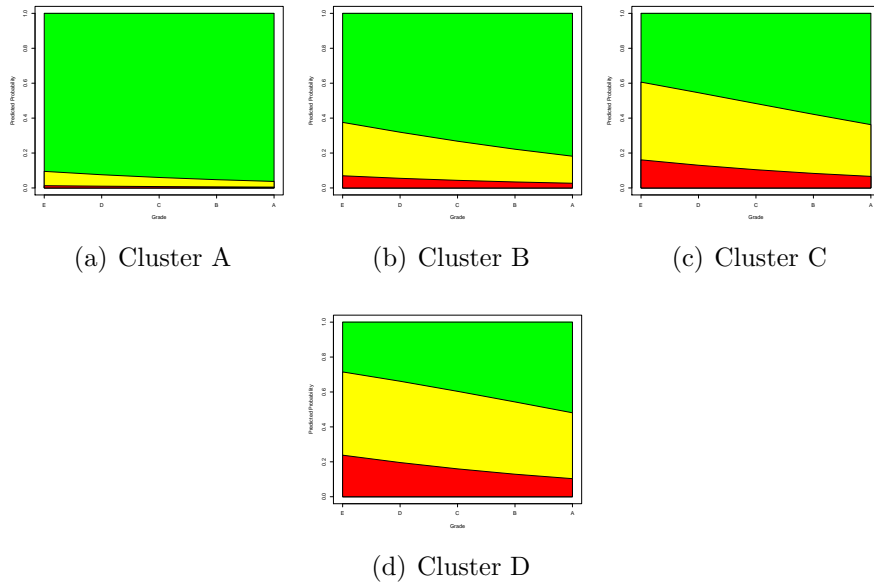 Predicted Probability
0.0 0.2 0.4 0.6 0.8 1.0
E D C B A
Grade
(a) Cluster A
Predicted Probability
0.0 0.2 0.4 0.6 0.8 1.0
E D C B A
Grade
(b) Cluster B
Predicted Probability
0.0 0.2 0.4 0.6 0.8 1.0
E D C B A
Grade
(c) Cluster C
Predicted Probability
0.0 0.2 0.4 0.6 0.8 1.0
E D C B A
Grade
(d) Cluster D